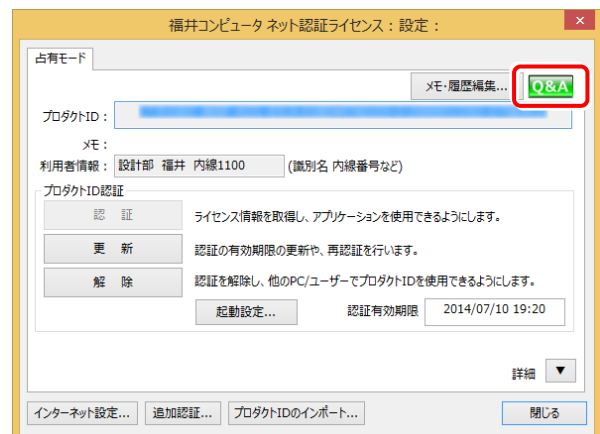 福井コンピュータ ネット認証ライセンス：設定：
占有モード
メモ・履歴編集...
Q&A
プロダクトID：
メモ：
利用者情報： 設計部 福井 内線1100 (識別名 内線番号など)
プロダクトID認証
認 証 ライセンス情報を取得し、アプリケーションを使用できるようにします。
更 新 認証の有効期限の更新や、再認証を行います。
解 除 認証を解除し、他のPC/ユーザーでプロダクトIDを使用できるようにします。
起動設定... 認証有効期限 2014/07/10 19:20
詳細 ▼
インターネット設定... 追加認証... プロダクトIDのインポート... 閉じる